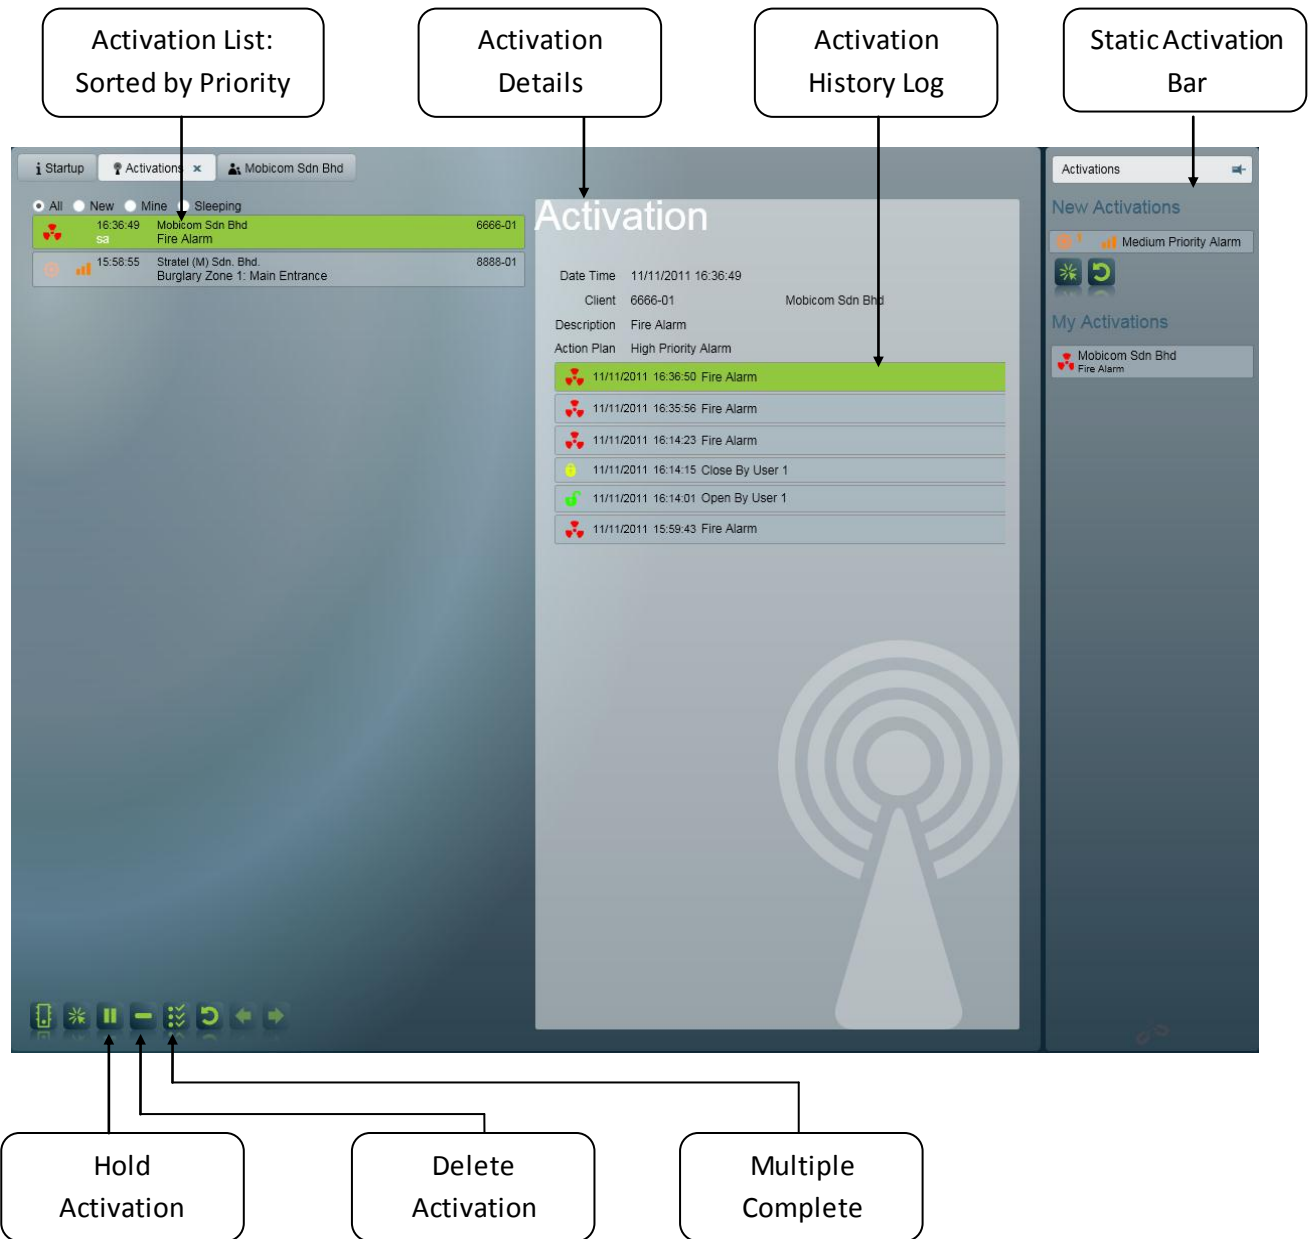 Activation List:
Sorted by Priority
Activation
Details
Activation
History Log
Static Activation
Bar
i Startup
Activations ×
Mobicom Sdn Bhd
All New Mine Sleeping
16:36:49 Mobicom Sdn Bhd 6666-01
sa Fire Alarm
15:58:55 Stratel (M) Sdn. Bhd. 8888-01
Burglary Zone 1: Main Entrance
Activation
Date Time 11/11/2011 16:36:49
Client 6666-01 Mobicom Sdn Bhd
Description Fire Alarm
Action Plan High Priority Alarm
11/11/2011 16:36:50 Fire Alarm
11/11/2011 16:35:56 Fire Alarm
11/11/2011 16:14:23 Fire Alarm
11/11/2011 16:14:15 Close By User 1
11/11/2011 16:14:01 Open By User 1
11/11/2011 15:59:43 Fire Alarm
Activations
New Activations
1 Medium Priority Alarm
My Activations
Mobicom Sdn Bhd
Fire Alarm
Hold
Activation
Delete
Activation
Multiple
Complete